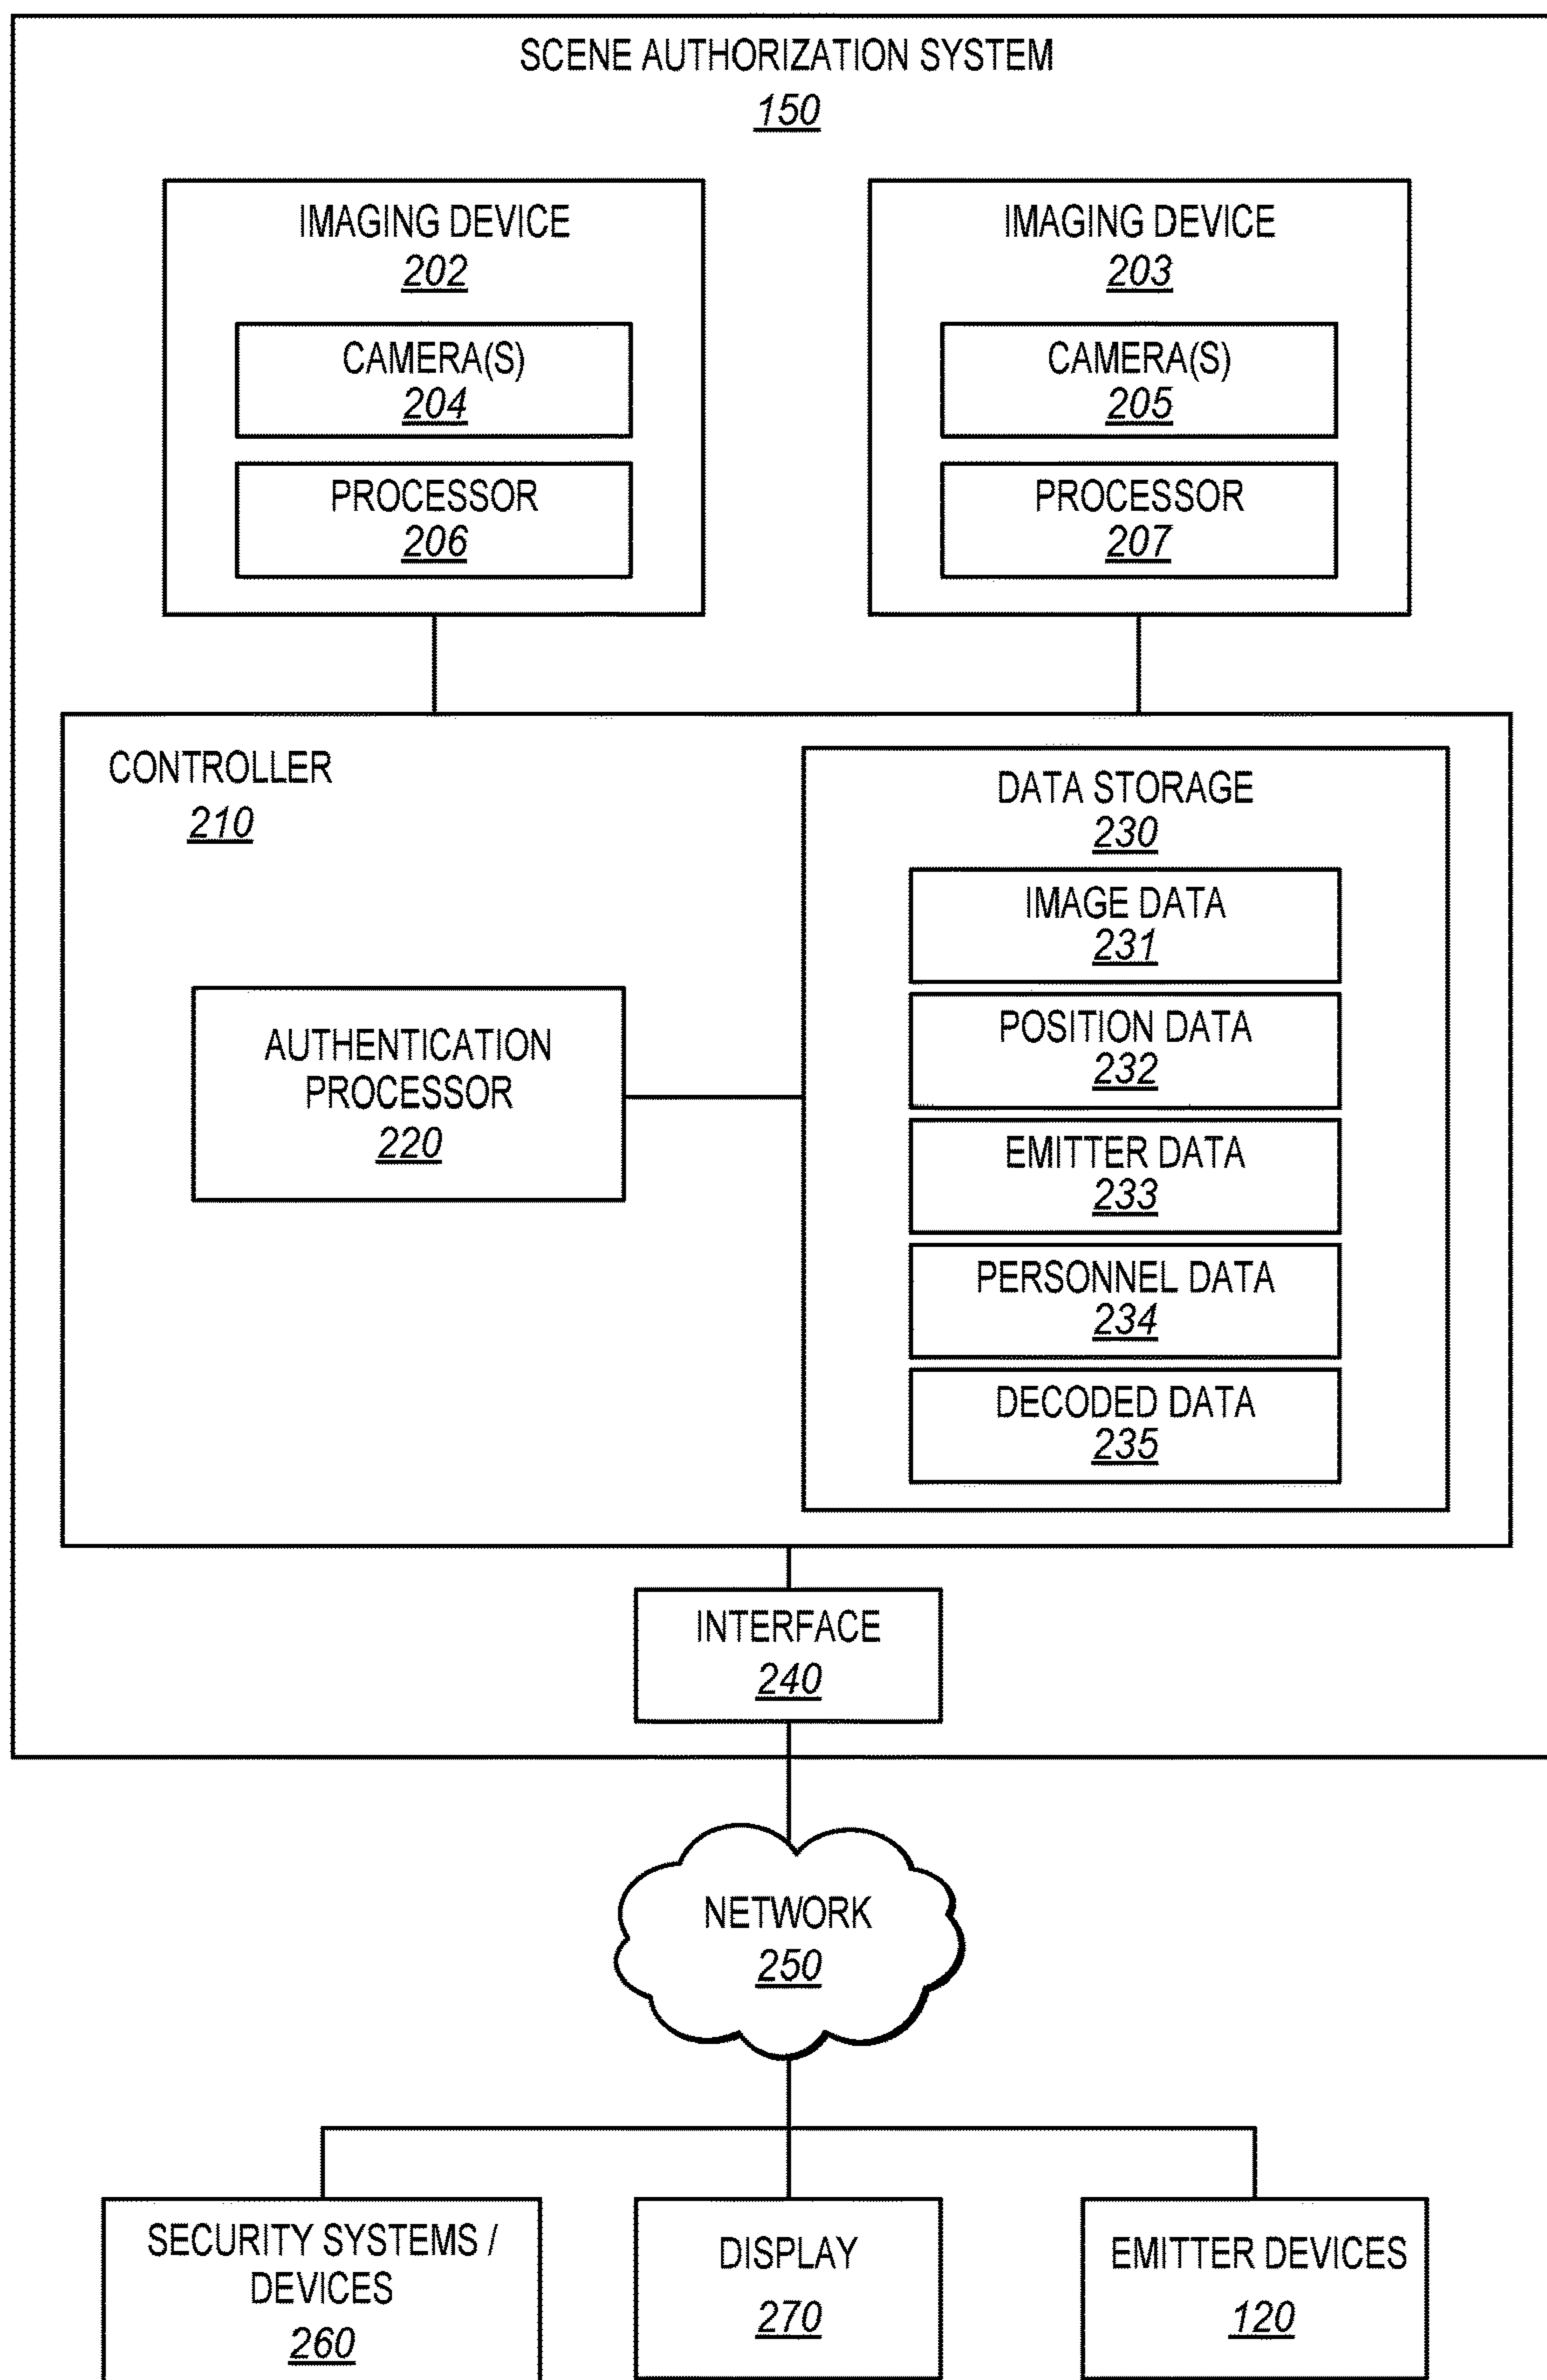 SCENE AUTHORIZATION SYSTEM
150
IMAGING DEVICE
202
CAMERA(S)
204
PROCESSOR
206
IMAGING DEVICE
203
CAMERA(S)
205
PROCESSOR
207
CONTROLLER
210
AUTHENTICATION
PROCESSOR
220
DATA STORAGE
230
IMAGE DATA
231
POSITION DATA
232
EMITTER DATA
233
PERSONNEL DATA
234
DECODED DATA
235
INTERFACE
240
NETWORK
250
SECURITY SYSTEMS /
DEVICES
260
DISPLAY
270
EMITTER DEVICES
120